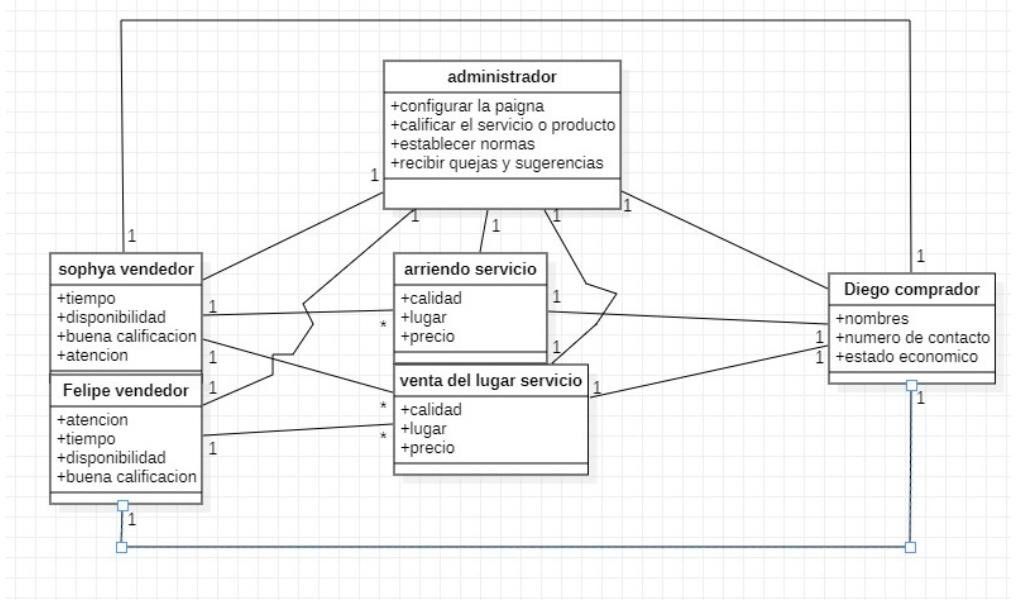 administrador
+configurar la paigna
+calificar el servicio o producto
+establecer normas
+recibir quejas y sugerencias
1
1
1
1
1
1
sophya vendedor
+tiempo
+disponibilidad
+buena calificacion
+atencion
1
1
*
arriendo servicio
+calidad
+lugar
+precio
1
1
1
Diego comprador
+nombres
+numero de contacto
+estado economico
1
1
Felipe vendedor
+atencion
+tiempo
+disponibilidad
+buena calificacion
1
1
*
*
venta del lugar servicio
+calidad
+lugar
+precio
1
1
1
1